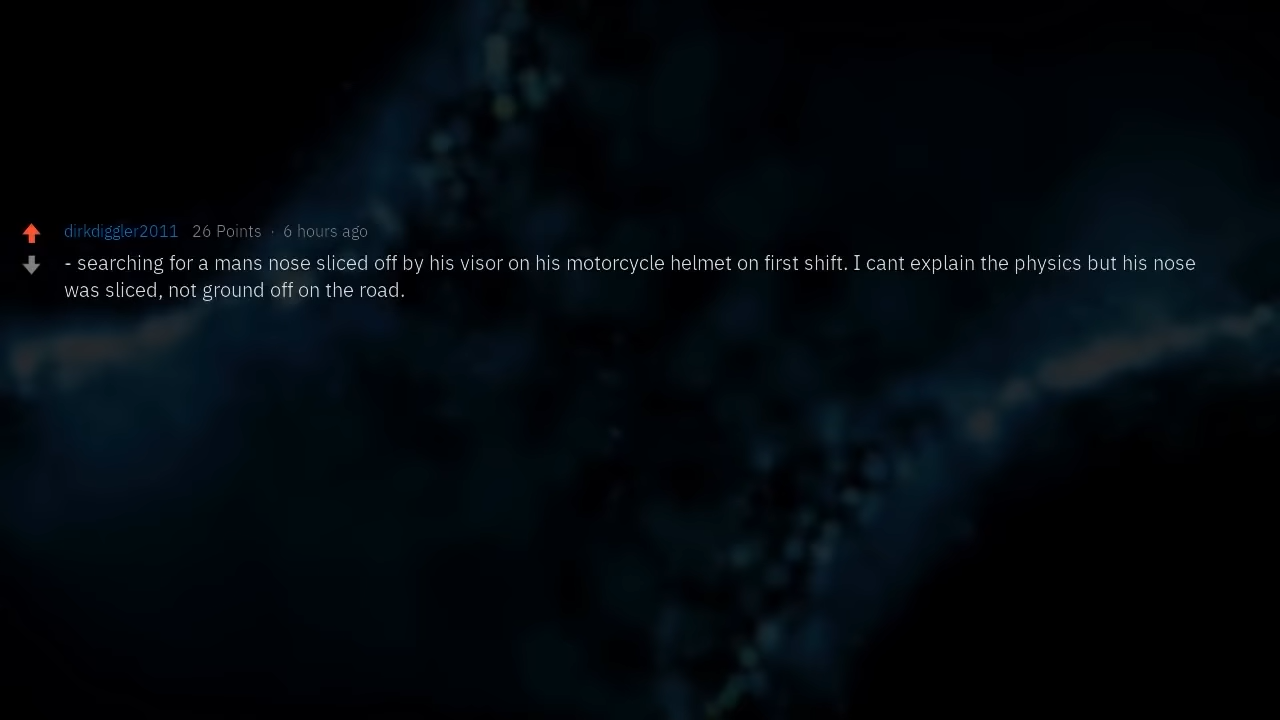 dirkdiggler2011 26 Points · 6 hours ago
- searching for a mans nose sliced off by his visor on his motorcycle helmet on first shift. I cant explain the physics but his nose
was sliced, not ground off on the road.